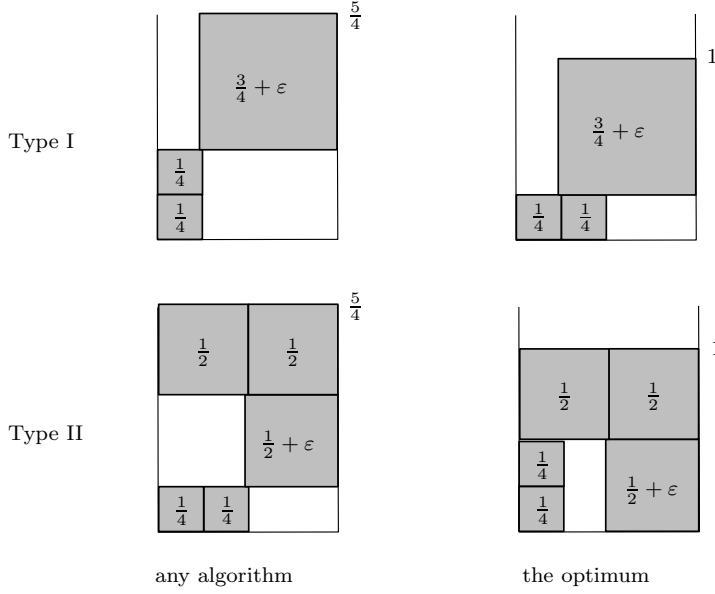 5/4
3/4 + ε
1
3/4 + ε
Type I
1/4
1/4
1/4 1/4
5/4
1/2 1/2
1/2 1/2
Type II
1/2 + ε
1/4
1/2 + ε
1/4 1/4
1/4
any algorithm the optimum